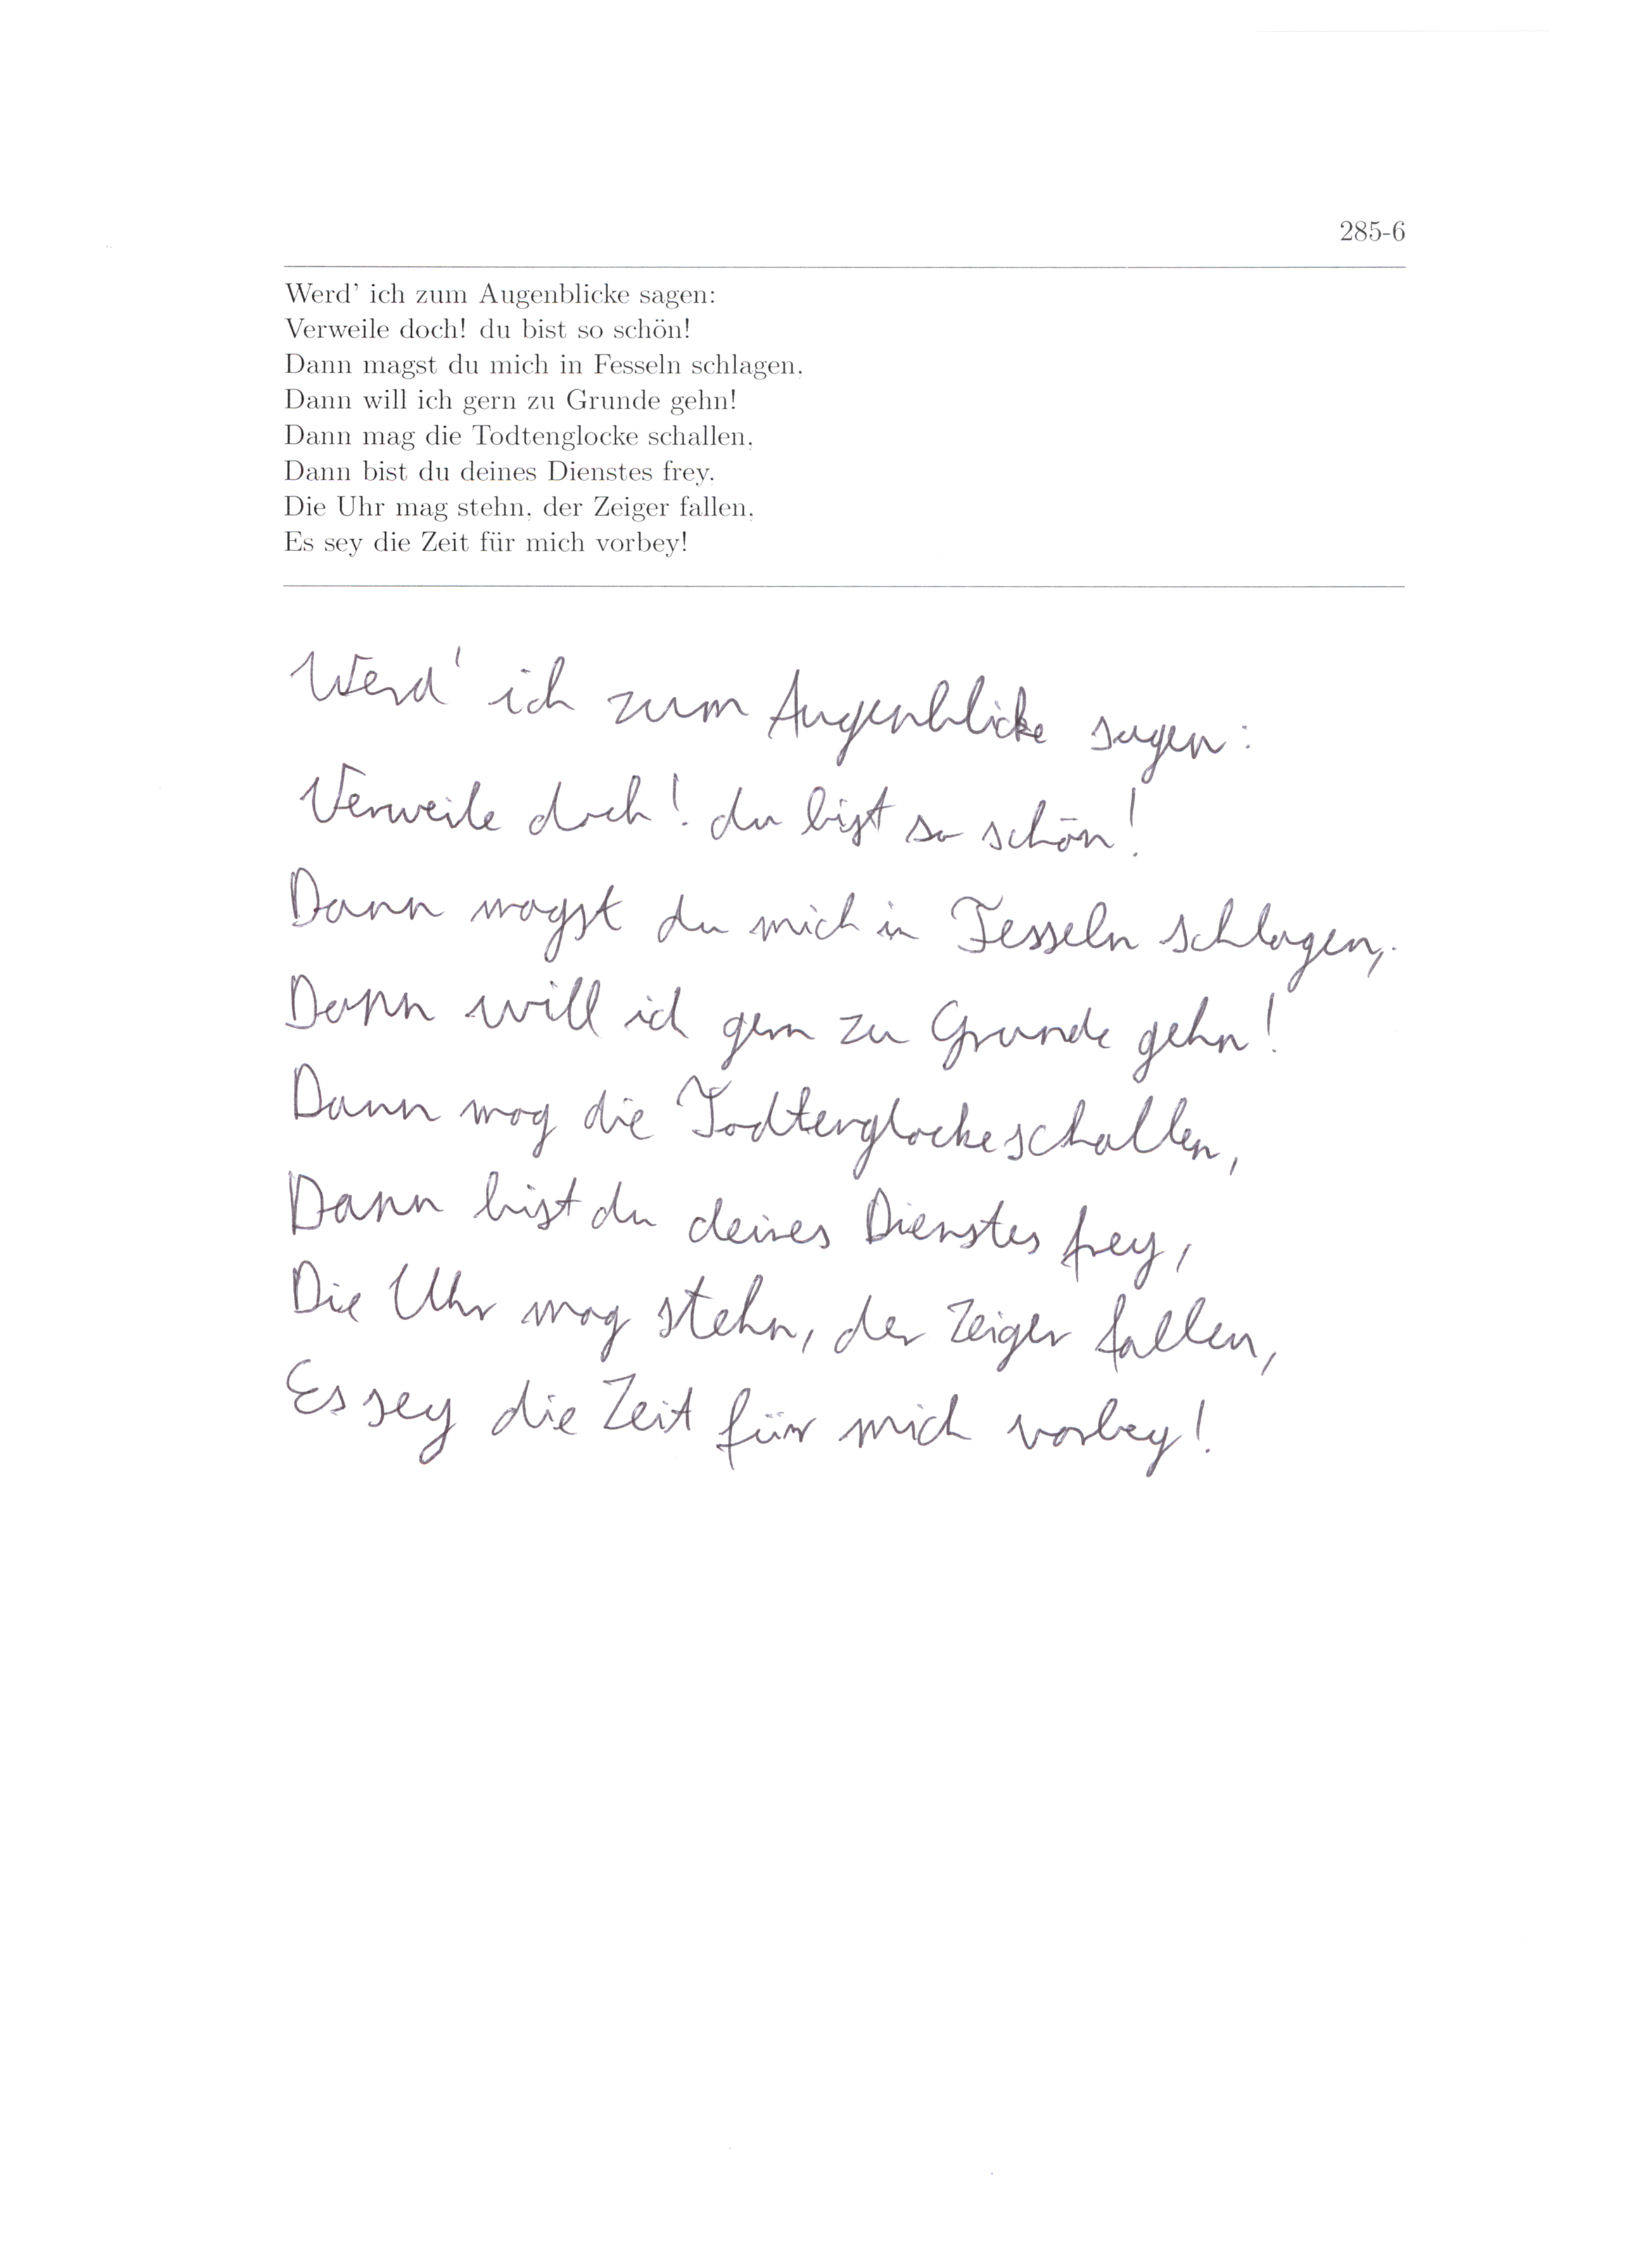 285-6
Werd' ich zum Augenblicke sagen:
Verweile doch! du bist so schön!
Dann magst du mich in Fesseln schlagen,
Dann will ich gern zu Grunde gehn!
Dann mag die Todtenglocke schallen,
Dann bist du deines Dienstes frey,
Die Uhr mag stehn, der Zeiger fallen,
Es sey die Zeit für mich vorbey!
Werd' ich zum Augenblicke sagen:
Verweile doch! du bist so schön!
Dann magst du mich in Fesseln schlagen,
Dann will ich gern zu Grunde gehn!
Dann mag die Todtenglocke schallen,
Dann bist du deines Dienstes frey,
Die Uhr mag stehn, der Zeiger fallen,
Es sey die Zeit für mich vorbey!